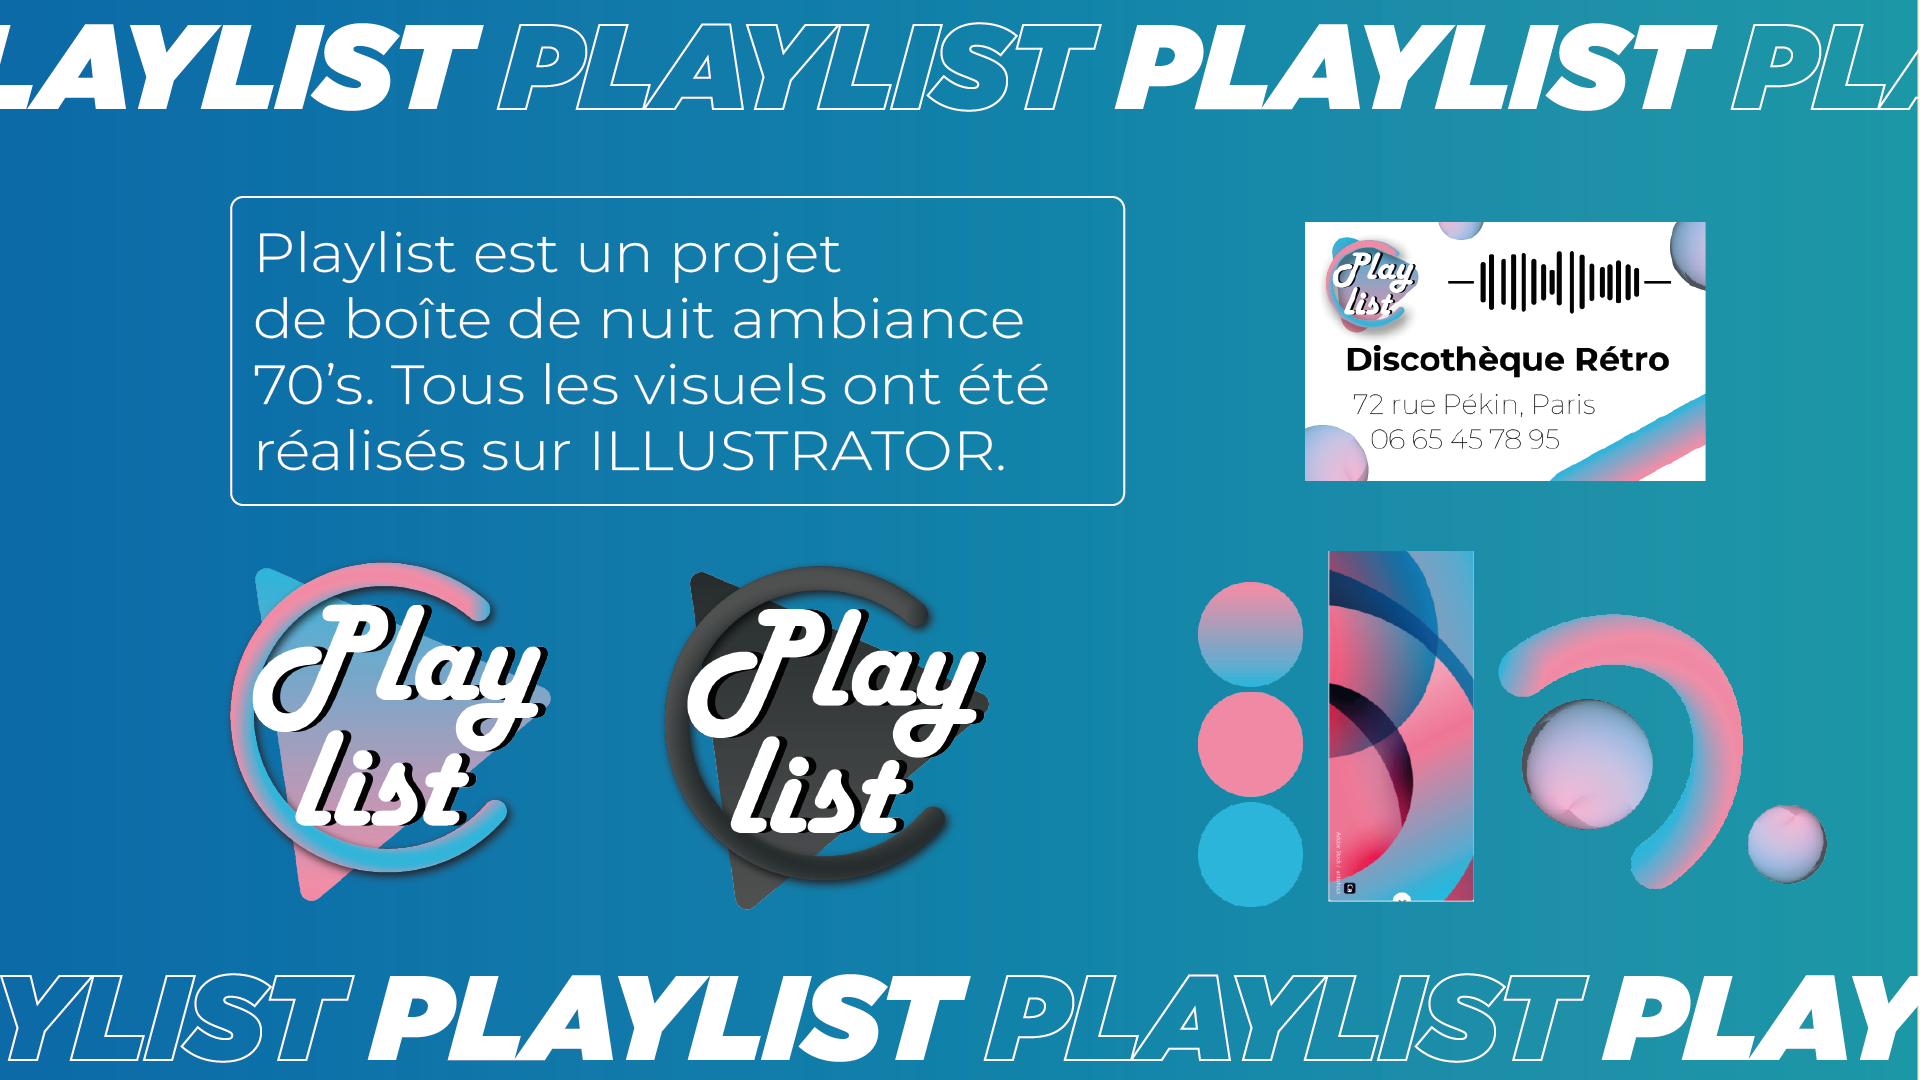 LAYLIST PLAYLIST PLAYLIST PLA
Playlist est un projet
de boîte de nuit ambiance
70's. Tous les visuels ont été
réalisés sur ILLUSTRATOR.
Play
list
Discothèque Rétro
72 rue Pékin, Paris
06 65 45 78 95
Play
list
Play
list
YLIST PLAYLIST PLAYLIST PLAY